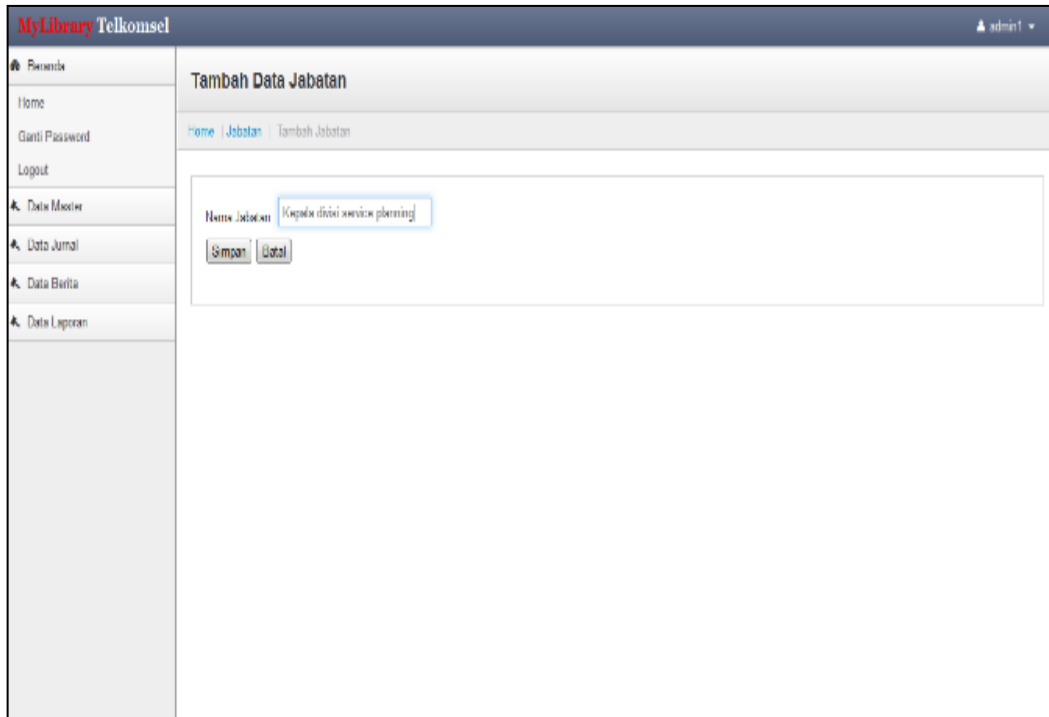 MyLibrary Telkomsel
admin1
Beranda
Home
Ganti Password
Logout
Data Master
Data Jurnal
Data Berita
Data Laporan
Tambah Data Jabatan
Home | Jabatan | Tambah Jabatan
Nama Jabatan Kepala divisi service planning
Simpan Batal